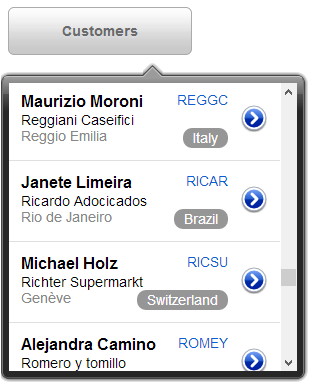 Customers
Maurizio Moroni REGGC
Reggiani Caseifici
Reggio Emilia Italy
Janete Limeira RICAR
Ricardo Adocicados
Rio de Janeiro Brazil
Michael Holz RICSU
Richter Supermarkt
Genève Switzerland
Alejandra Camino ROMEY
Romero y tomillo